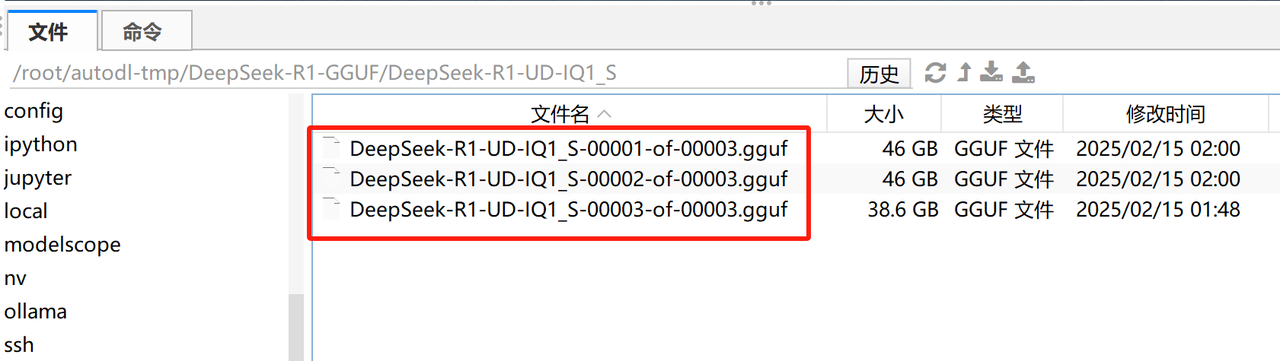 文件 命令
/root/autodl-tmp/DeepSeek-R1-GGUF/DeepSeek-R1-UD-IQ1_S 历史
config
ipython
jupyter
local
modelscope
nv
ollama
ssh
文件名 大小 类型 修改时间
DeepSeek-R1-UD-IQ1_S-00001-of-00003.gguf 46 GB GGUF 文件 2025/02/15 02:00
DeepSeek-R1-UD-IQ1_S-00002-of-00003.gguf 46 GB GGUF 文件 2025/02/15 02:00
DeepSeek-R1-UD-IQ1_S-00003-of-00003.gguf 38.6 GB GGUF 文件 2025/02/15 01:48